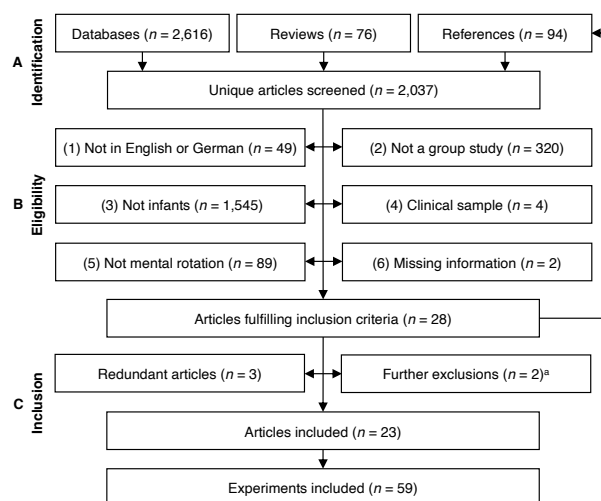 Databases (n = 2,616)
Reviews (n = 76)
References (n = 94)
A
Identification
Unique articles screened (n = 2,037)
(1) Not in English or German (n = 49)
(2) Not a group study (n = 320)
B
Eligibility
(3) Not infants (n = 1,545)
(4) Clinical sample (n = 4)
(5) Not mental rotation (n = 89)
(6) Missing information (n = 2)
Articles fulfilling inclusion criteria (n = 28)
Redundant articles (n = 3)
Further exclusions (n = 2)ᵃ
C
Inclusion
Articles included (n = 23)
Experiments included (n = 59)